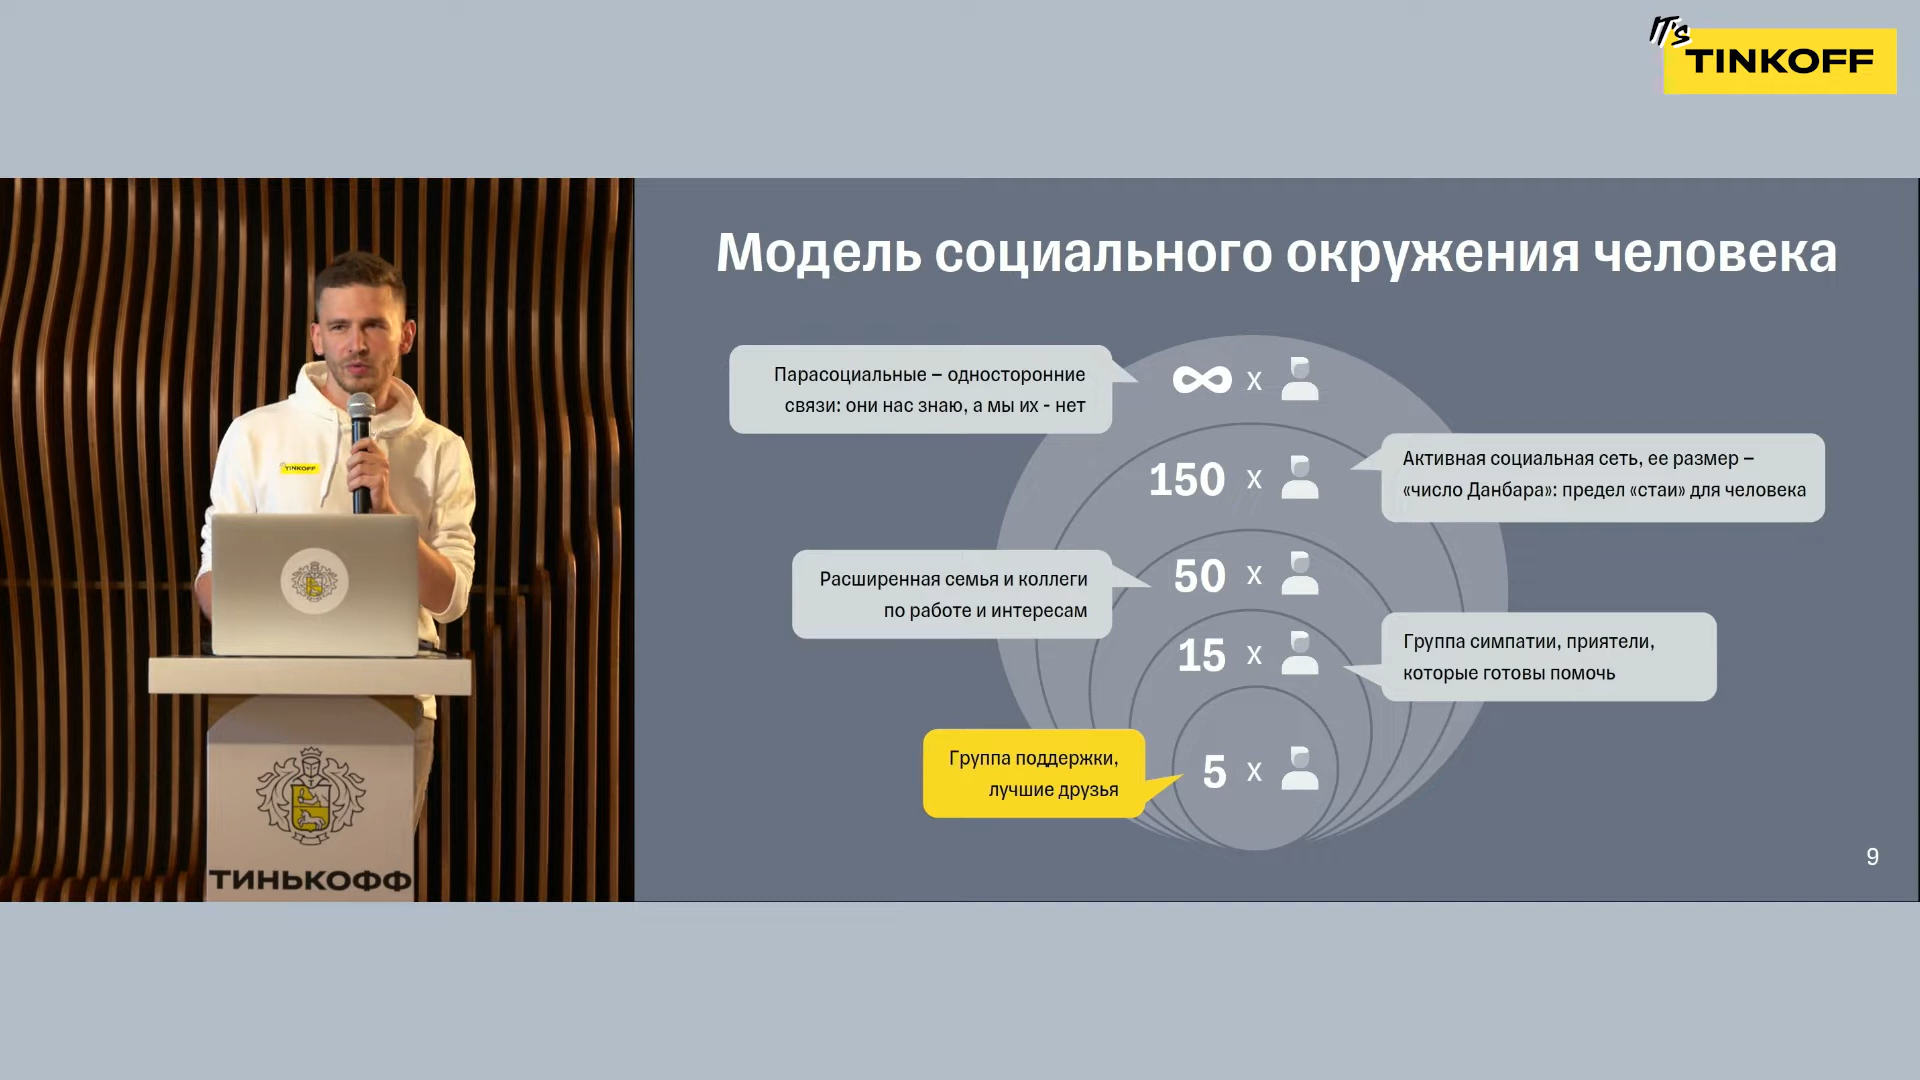 IT's
TINKOFF
Модель социального окружения человека
Парасоциальные – односторонние
связи: они нас знаю, а мы их - нет
∞ x
Активная социальная сеть, ее размер –
«число Данбара»: предел «стаи» для человека
150 x
Расширенная семья и коллеги
по работе и интересам
50 x
Группа симпатии, приятели,
которые готовы помочь
15 x
Группа поддержки,
лучшие друзья
5 x
9
TINKOFF
ТИНЬКОФФ